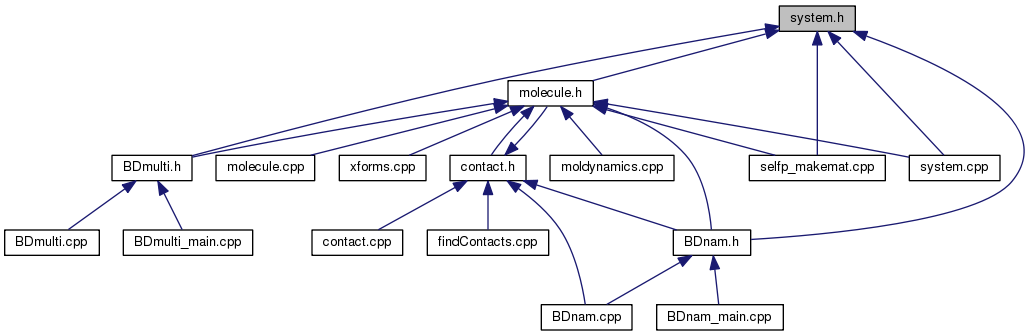 system.h
molecule.h
BDmulti.h
molecule.cpp
xforms.cpp
contact.h
moldynamics.cpp
selfp_makemat.cpp
system.cpp
BDmulti.cpp
BDmulti_main.cpp
contact.cpp
findContacts.cpp
BDnam.h
BDnam.cpp
BDnam_main.cpp